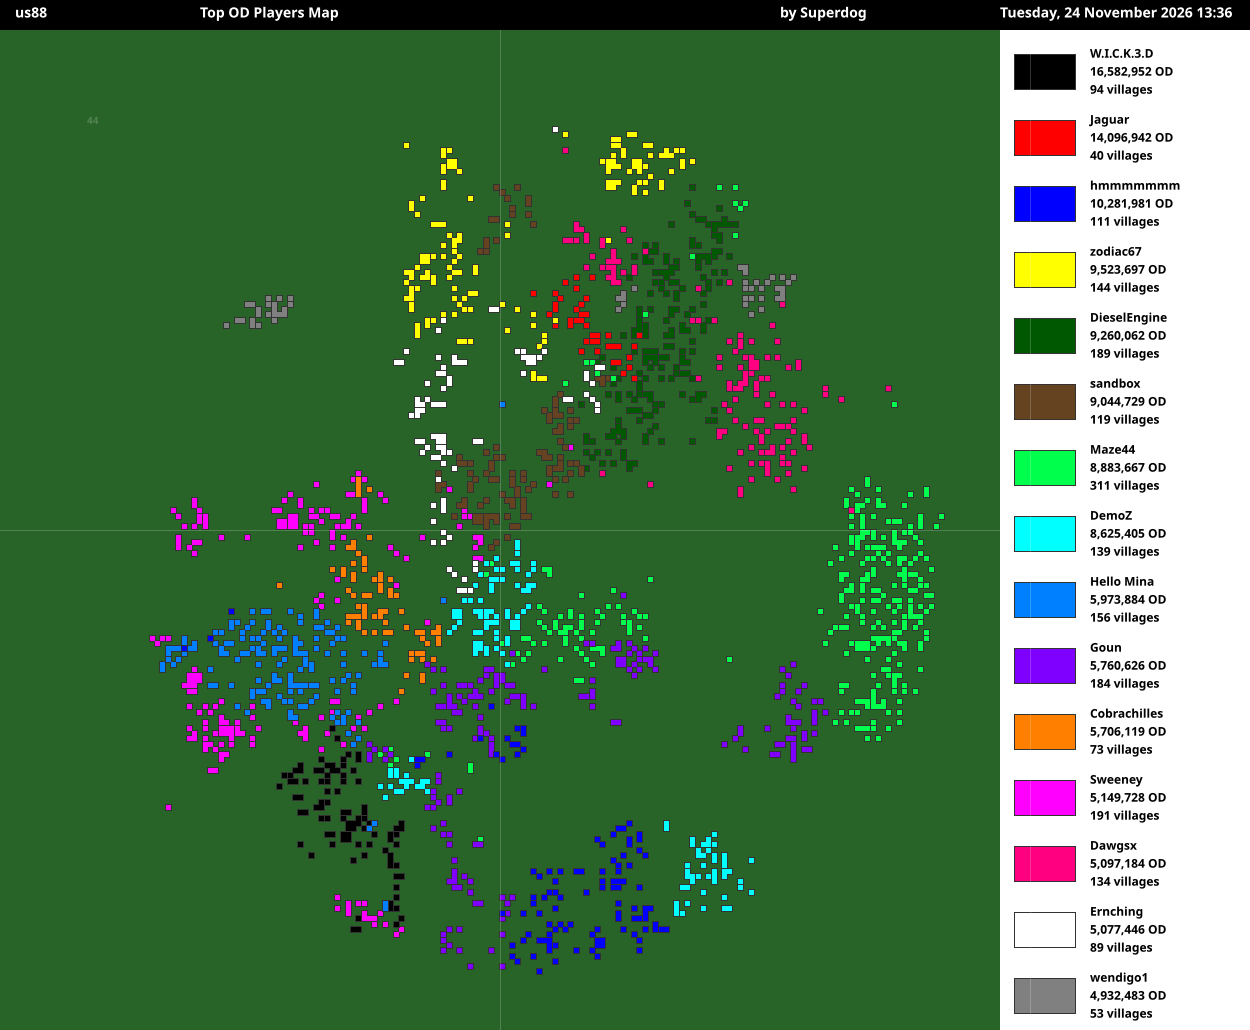 us88 Top OD Players Map by Superdog Tuesday, 24 November 2026 13:36
44
W.I.C.K.3.D
16,582,952 OD
94 villages
Jaguar
14,096,942 OD
40 villages
hmmmmmmm
10,281,981 OD
111 villages
zodiac67
9,523,697 OD
144 villages
DieselEngine
9,260,062 OD
189 villages
sandbox
9,044,729 OD
119 villages
Maze44
8,883,667 OD
311 villages
DemoZ
8,625,405 OD
139 villages
Hello Mina
5,973,884 OD
156 villages
Goun
5,760,626 OD
184 villages
Cobrachilles
5,706,119 OD
73 villages
Sweeney
5,149,728 OD
191 villages
Dawgsx
5,097,184 OD
134 villages
Ernching
5,077,446 OD
89 villages
wendigo1
4,932,483 OD
53 villages